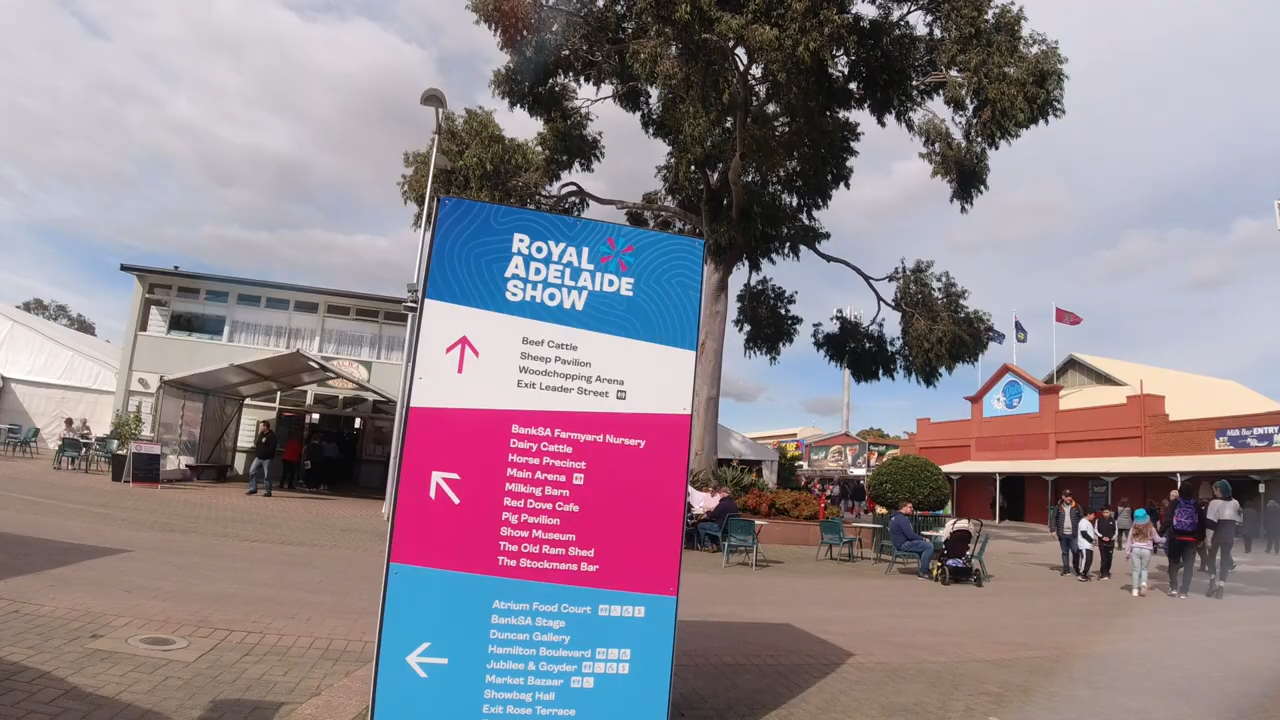 ROYAL
ADELAIDE
SHOW
Beef Cattle
Sheep Pavilion
Woodchopping Arena
Exit Leader Street
BankSA Farmyard Nursery
Dairy Cattle
Horse Precinct
Main Arena
Milking Barn
Red Dove Cafe
Pig Pavilion
Show Museum
The Old Ram Shed
The Stockmans Bar
Atrium Food Court
BankSA Stage
Duncan Gallery
Hamilton Boulevard
Jubilee & Goyder
Market Bazaar
Showbag Hall
Exit Rose Terrace
Milk Bar ENTRY